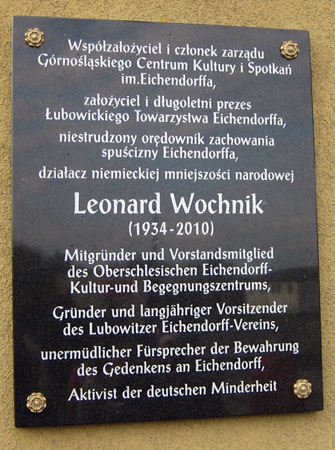 Współzałożyciel i członek zarządu
Górnośląskiego Centrum Kultury i Spotkań
im.Eichendorffa,
założyciel i długoletni prezes
Łubowickiego Towarzystwa Eichendorffa,
niestrudzony orędownik zachowania
spuścizny Eichendorffa,
działacz niemieckiej mniejszości narodowej
Leonard Wochnik
(1934-2010)
Mitgründer und Vorstandsmitglied
des Oberschlesischen Eichendorff-
Kultur-und Begegnungszentrums,
Gründer und langjähriger Vorsitzender
des Lubowitzer Eichendorff-Vereins,
unermüdlicher Fürsprecher der Bewahrung
des Gedenkens an Eichendorff,
Aktivist der deutschen Minderheit